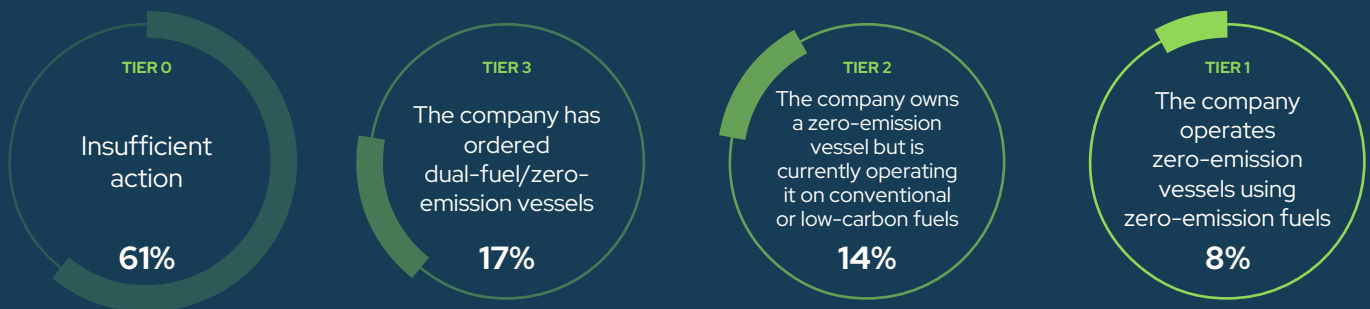 TIER 0
Insufficient
action
61%
TIER 3
The company has
ordered
dual-fuel/zero-
emission vessels
17%
TIER 2
The company owns
a zero-emission
vessel but is
currently operating
it on conventional
or low-carbon fuels
14%
TIER 1
The company
operates
zero-emission
vessels using
zero-emission fuels
8%